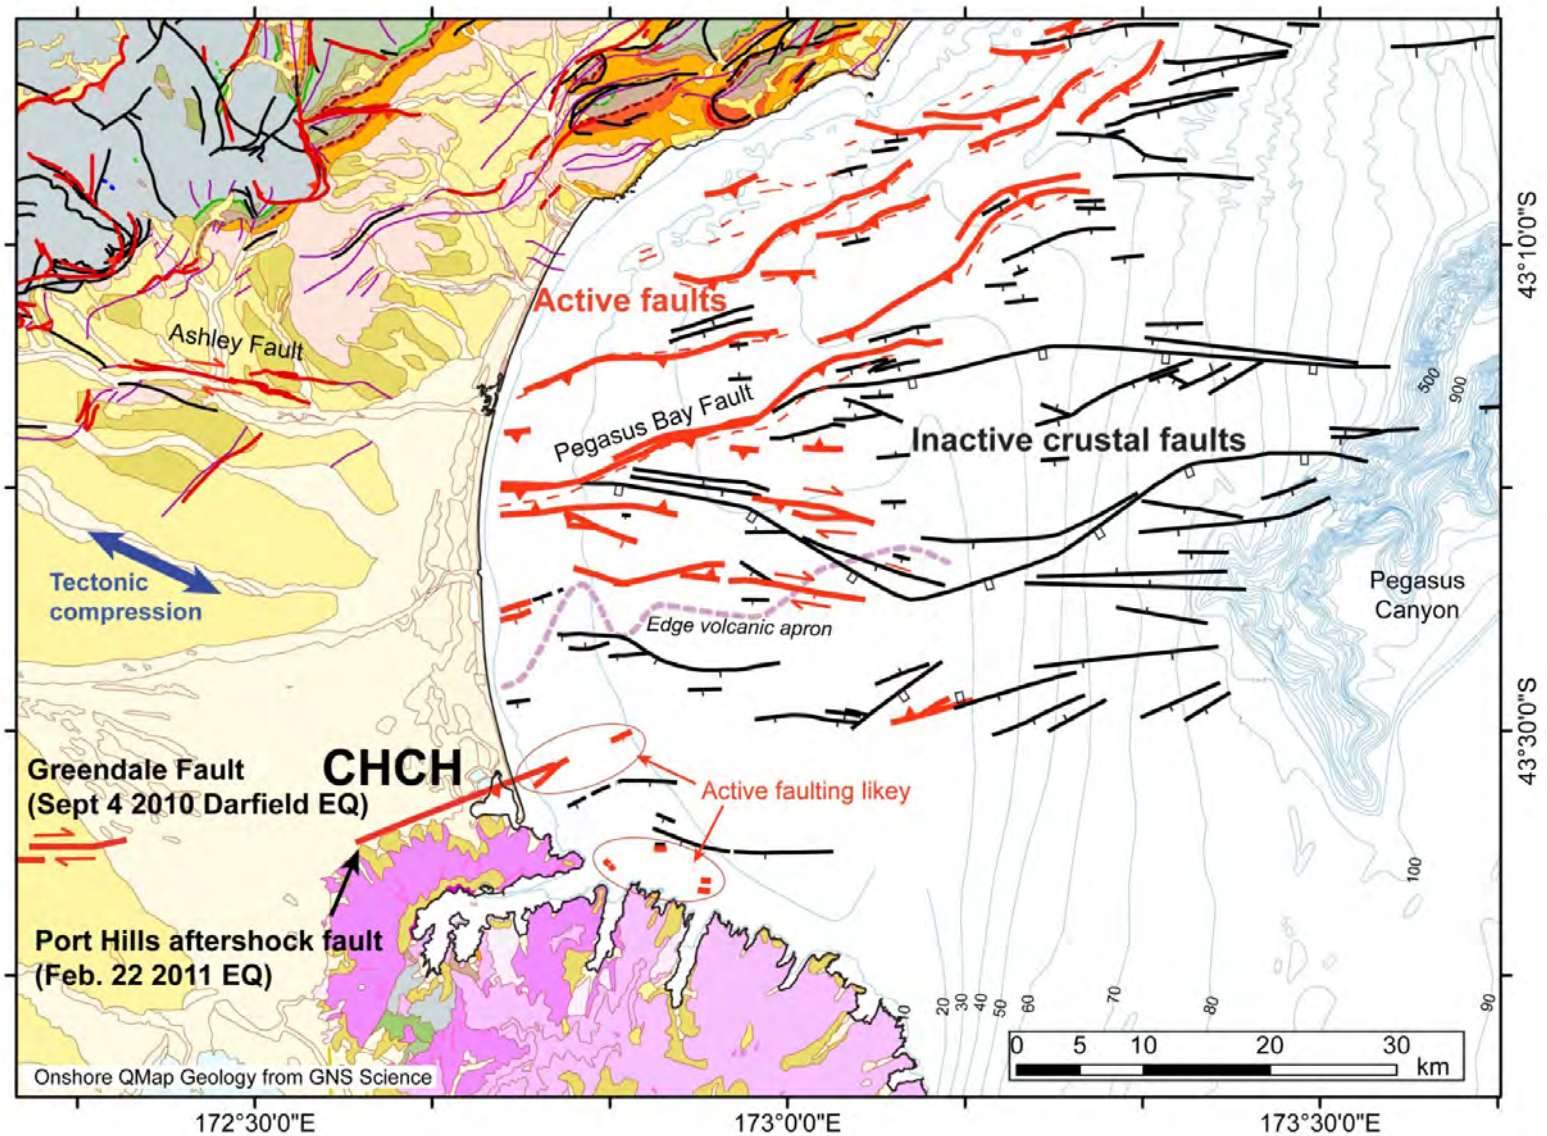 Active faults
Ashley Fault
Pegasus Bay Fault
Inactive crustal faults
500
900
43°10'0"S
Tectonic
compression
Edge volcanic apron
Pegasus
Canyon
43°30'0"S
Greendale Fault
(Sept 4 2010 Darfield EQ)
CHCH
Active faulting likey
100
Port Hills aftershock fault
(Feb. 22 2011 EQ)
10
20
30
40
50
60
70
80
90
0 5 10 20 30
km
Onshore QMap Geology from GNS Science
172°30'0"E
173°0'0"E
173°30'0"E